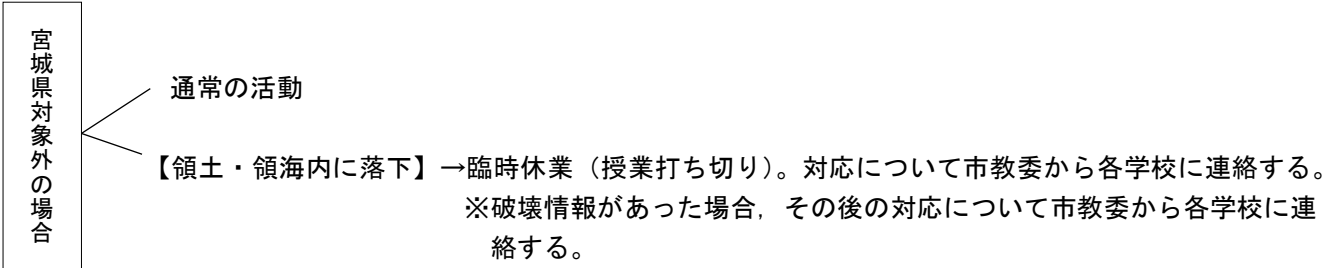 宮城県対象外の場合
通常の活動
【領土・領海内に落下】→臨時休業（授業打ち切り）。対応について市教委から各学校に連絡する。
※破壊情報があった場合，その後の対応について市教委から各学校に連
絡する。